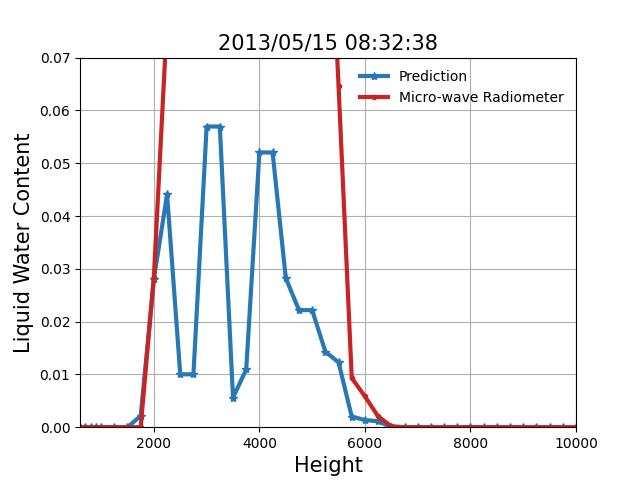 2013/05/15 08:32:38
0.07
0.06
0.05
0.04
0.03
0.02
0.01
0.00
Liquid Water Content
Prediction
Micro-wave Radiometer
2000 4000 6000 8000 10000
Height